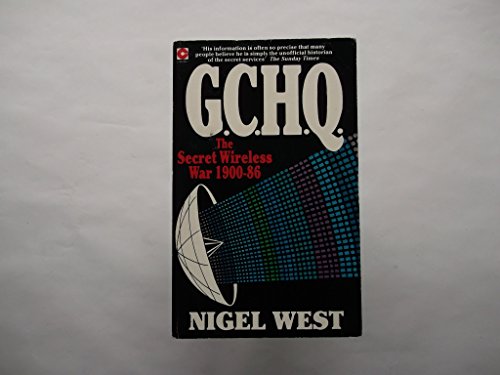 'His information is often so precise that many
people believe he is simply the unofficial historian
of the secret services' The Sunday Times
G.C.H.Q.
The
Secret Wireless
War 1900-86
NIGEL WEST